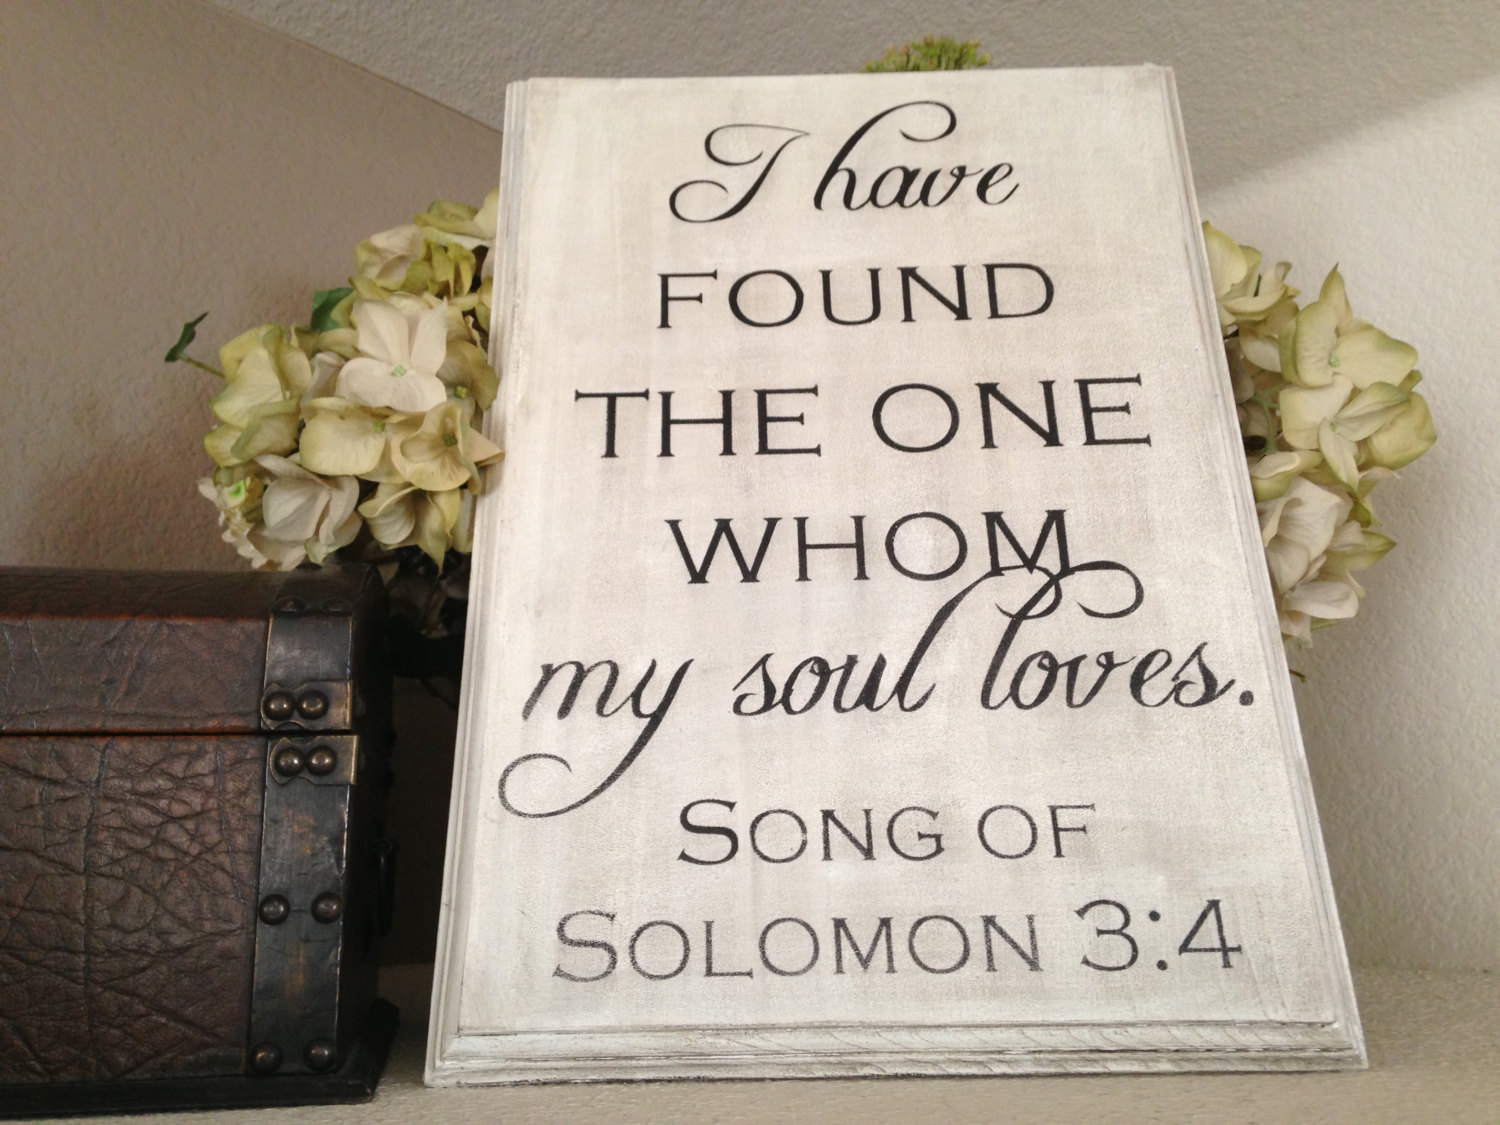 I have
FOUND
THE ONE
WHOM
my soul loves.
SONG OF
SOLOMON 3:4